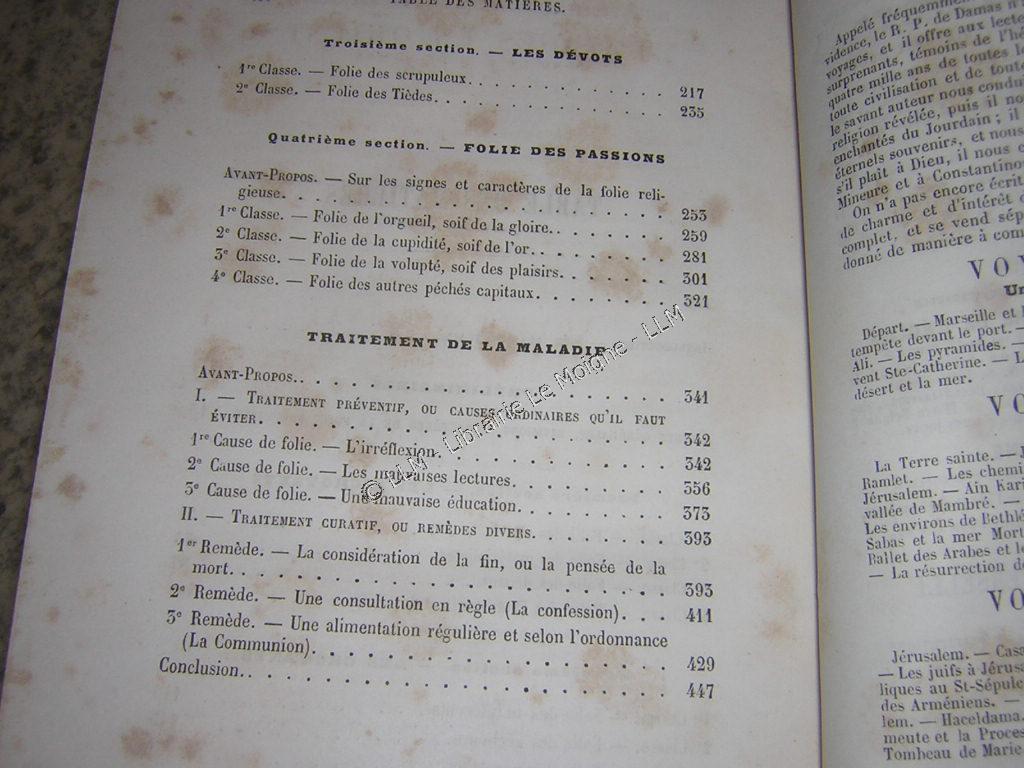 TABLE DES MATIÈRES.
Troisième section. — LES DÉVOTS
1re Classe. — Folie des scrupuleux. . . . . . . . . . . . . . 217
2e Classe. — Folie des Tièdes. . . . . . . . . . . . . . . . 235
Quatrième section. — FOLIE DES PASSIONS
AVANT-PROPOS. — Sur les signes et caractères de la folie reli-
gieuse. . . . . . . . . . . . . . . . . . . . . 253
1re Classe. — Folie de l'orgueil, soif de la gloire. . . . . . . . 259
2e Classe. — Folie de la cupidité, soif de l'or. . . . . . . . . 281
3e Classe. — Folie de la volupté, soif des plaisirs. . . . . . . 301
4e Classe. — Folie des autres péchés capitaux. . . . . . . . . 321
TRAITEMENT DE LA MALADIE
AVANT-PROPOS. . . . . . . . . . . . . . . . . . . . 341
I. — TRAITEMENT PRÉVENTIF, OU CAUSES ORDINAIRES QU'IL FAUT
ÉVITER. . . . . . . . . . . . . . . . . . . . . 342
1re Cause de folie. — L'irréflexion. . . . . . . . . . . . . 342
2e Cause de folie. — Les mauvaises lectures. . . . . . . . . . 356
3e Cause de folie. — Une mauvaise éducation. . . . . . . . . . 373
II. — TRAITEMENT CURATIF, OU REMÈDES DIVERS. . . . . . . . . 393
1er Remède. — La considération de la fin, ou la pensée de la
mort. . . . . . . . . . . . . . . . . . . . . . 393
2e Remède. — Une consultation en règle (La confession). . . . 411
3e Remède. — Une alimentation régulière et selon l'ordonnance
(La Communion). . . . . . . . . . . . . . . . . . 429
Conclusion. . . . . . . . . . . . . . . . . . . . . 447
© LLM - Librairie Le Moigne - LLM
Appelé fréquemment
vidence, le R. P. de Damas n'
voyages, et il offre aux lecte
surprenants, témoins de l'hé
quatre mille ans de toutes l
toute civilisation et de toute
le savant auteur nous condu
religion révélée, puis il no
enchantés du Jourdain ; il
éternels souvenirs, et nous
s'il plaît à Dieu, il nous c
Mineure et à Constantino
On n'a pas encore écrit
de charme et d'intérêt
complet, et se vend sép
donné de manière à com
VO
Un
Départ. — Marseille et
tempête devant le port. —
Ali. — Les pyramides. —
vent Ste-Catherine. — L
désert et la mer.
VO
La Terre sainte. — J
Ramlet. — Les chemi
Jérusalem. — Ain Kari
vallée de Mambré. —
Les environs de Bethlé
Sabas et la mer Mort
Ballet des Arabes et l
— La résurrection de
VO
Jérusalem. — Casa
— Les juifs à Jérusa
liques au St-Sépulc
des Arméniens. —
lem. — Haceldama.
meute et la Proces
Tombeau de Marie